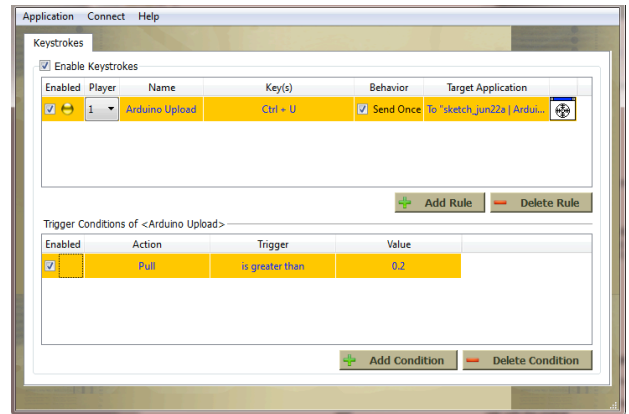 Application Connect Help
Keystrokes
Enable Keystrokes
Enabled Player Name Key(s) Behavior Target Application
1 Arduino Upload Ctrl + U Send Once To "sketch_jun22a | Ardui...
Add Rule Delete Rule
Trigger Conditions of <Arduino Upload>
Enabled Action Trigger Value
Pull is greater than 0.2
Add Condition Delete Condition